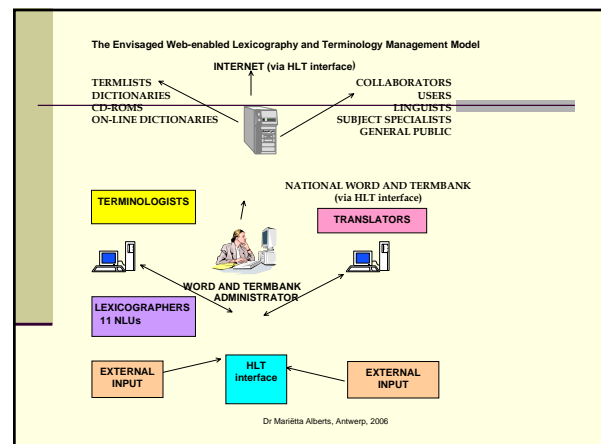 The Envisaged Web-enabled Lexicography and Terminology Management Model
INTERNET (via HLT interface)
TERMLISTS
DICTIONARIES
CD-ROMS
ON-LINE DICTIONARIES
COLLABORATORS
USERS
LINGUISTS
SUBJECT SPECIALISTS
GENERAL PUBLIC
NATIONAL WORD AND TERMBANK
(via HLT interface)
TERMINOLOGISTS
TRANSLATORS
WORD AND TERMBANK
ADMINISTRATOR
LEXICOGRAPHERS
11 NLUs
EXTERNAL
INPUT
HLT
interface
EXTERNAL
INPUT
Dr Mariëtta Alberts, Antwerp, 2006